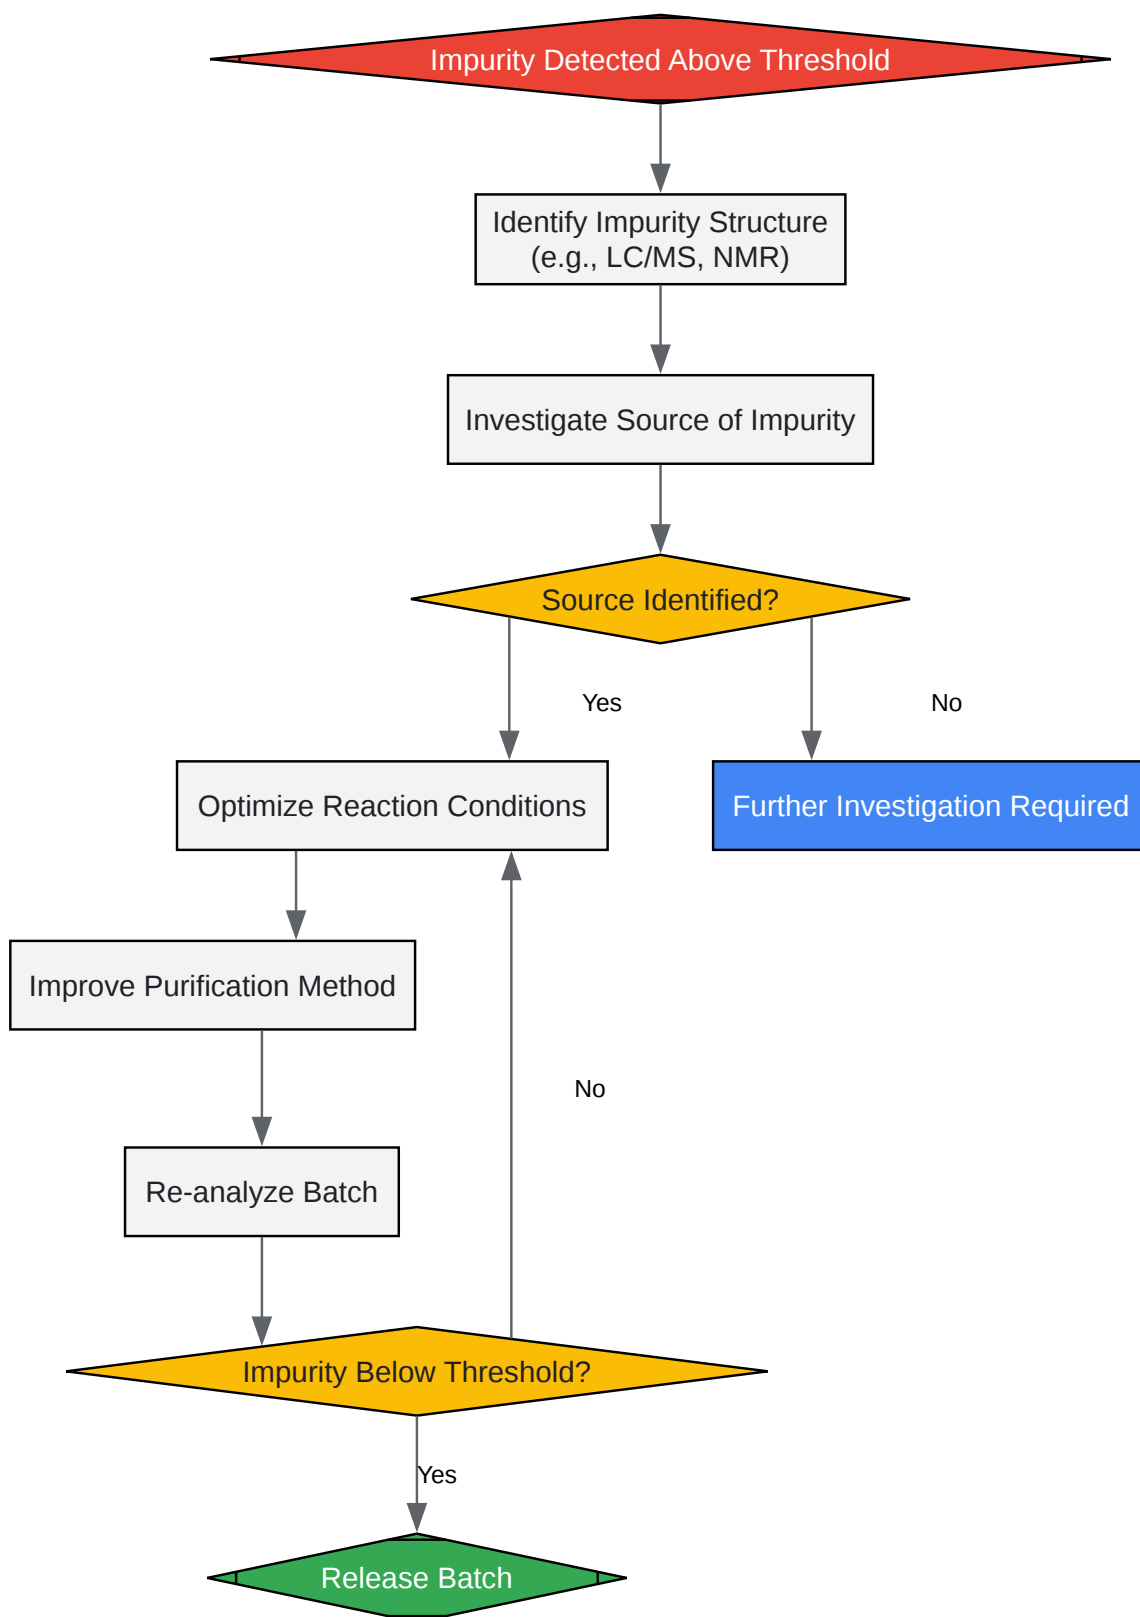 Impurity Detected Above Threshold
Identify Impurity Structure
(e.g., LC/MS, NMR)
Investigate Source of Impurity
Source Identified?
Yes
No
Optimize Reaction Conditions
Further Investigation Required
Improve Purification Method
No
Re-analyze Batch
Impurity Below Threshold?
Yes
Release Batch